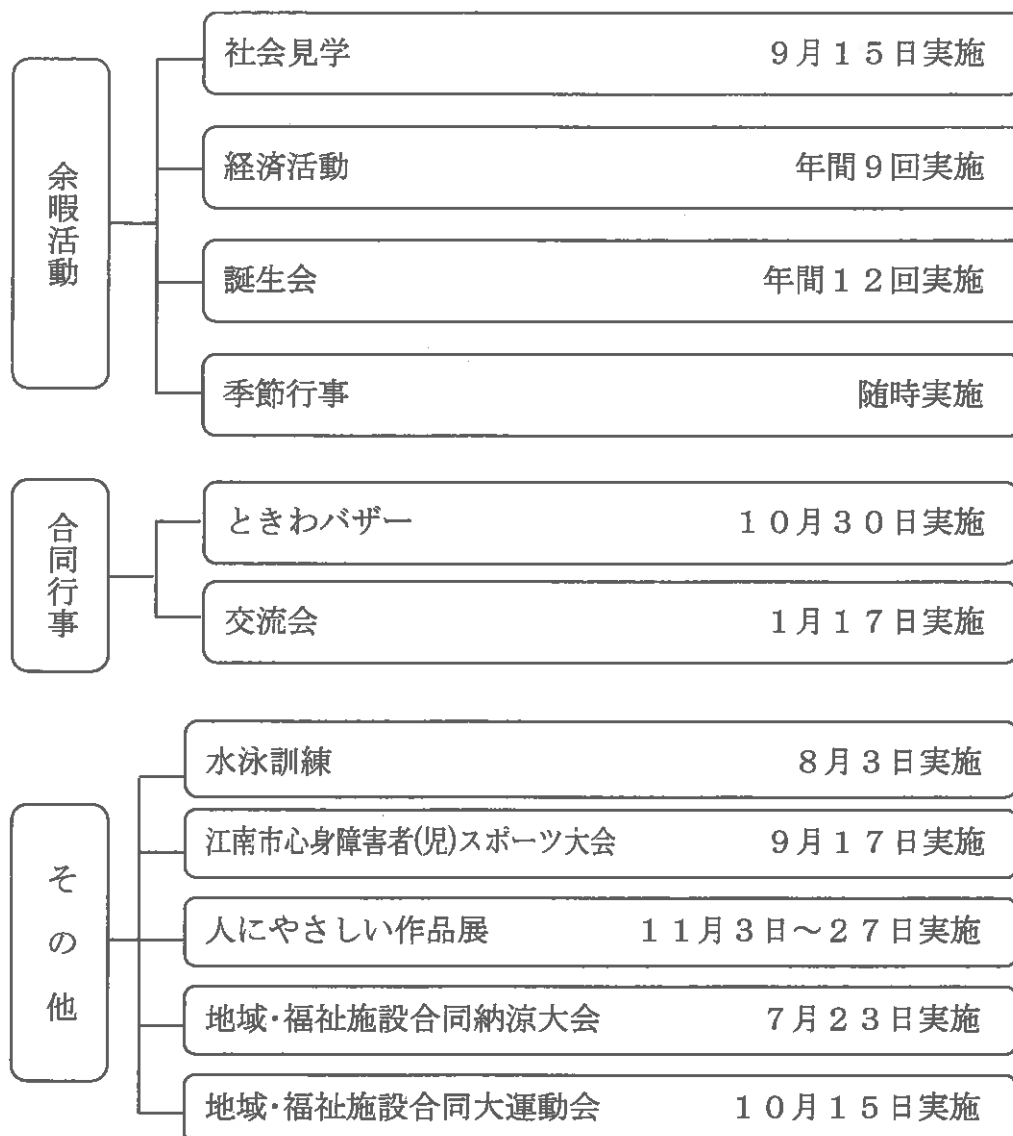 余暇活動
社会見学 9月15日実施
経済活動 年間9回実施
誕生会 年間12回実施
季節行事 随時実施
合同行事
ときわバザー 10月30日実施
交流会 1月17日実施
その他
水泳訓練 8月3日実施
江南市心身障害者(児)スポーツ大会 9月17日実施
人にやさしい作品展 11月3日～27日実施
地域・福祉施設合同納涼大会 7月23日実施
地域・福祉施設合同大運動会 10月15日実施